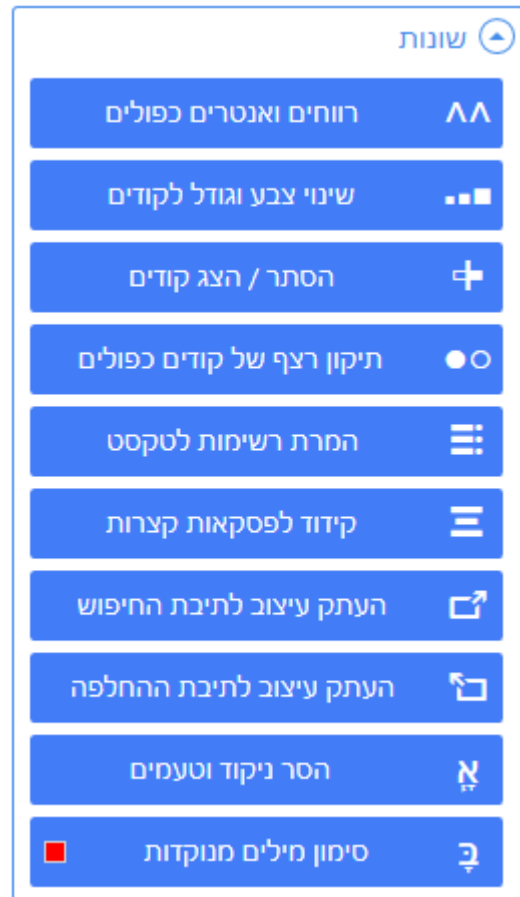 שונות
רווחים ואנטרים כפולים
שינוי צבע וגודל לקודים
הסתר / הצג קודים
תיקון רצף של קודים כפולים
המרת רשימות לטקסט
קידוד לפסקאות קצרות
העתק עיצוב לתיבת החיפוש
העתק עיצוב לתיבת ההחלפה
הסר ניקוד וטעמים
סימון מילים מנוקדות